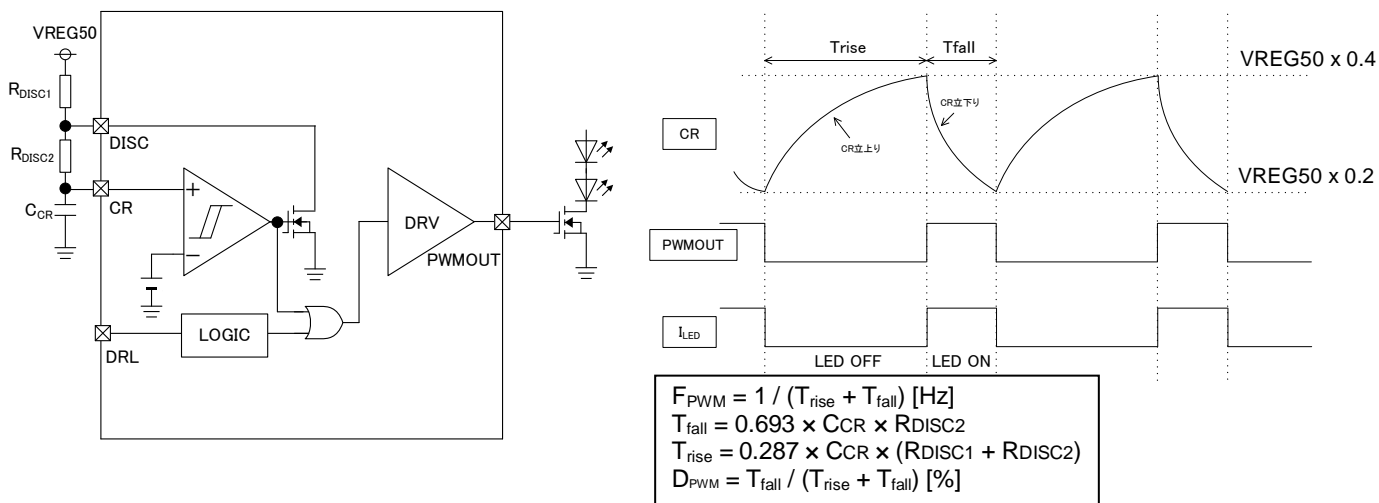 VREG50
RDISC1
DISC
RDISC2
CR
CCR
DRV
PWMOUT
LOGIC
DRL
Trise
Tfall
VREG50 x 0.4
CR
CR立上り
CR立下り
VREG50 x 0.2
PWMOUT
ILED
LED OFF
LED ON
FPWM = 1 / (Trise + Tfall) [Hz]
Tfall = 0.693 × CCR × RDISC2
Trise = 0.287 × CCR × (RDISC1 + RDISC2)
DPWM = Tfall / (Trise + Tfall) [%]